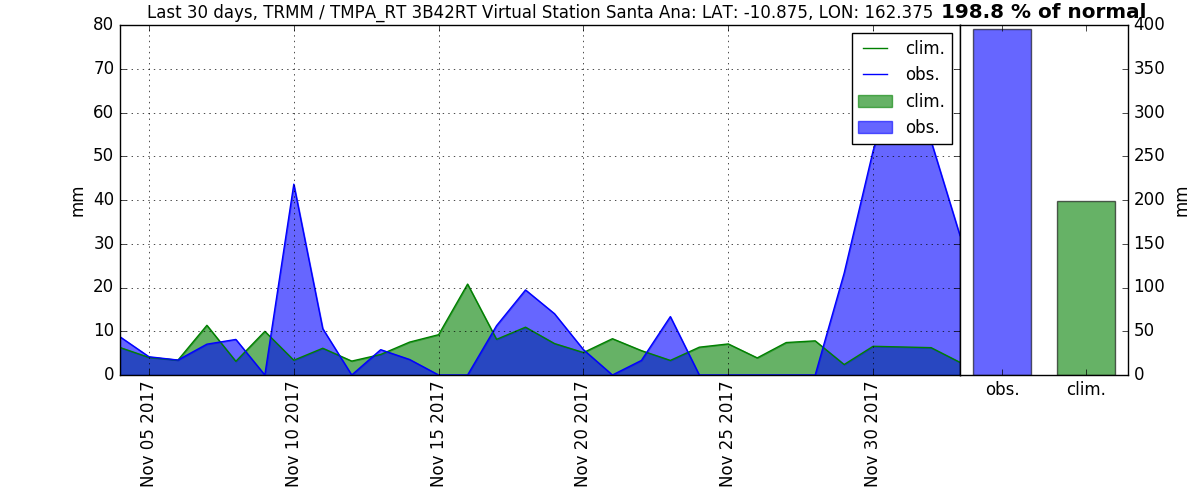 Last 30 days, TRMM / TMPA_RT 3B42RT Virtual Station Santa Ana: LAT: -10.875, LON: 162.375 198.8 % of normal
80
70
60
50
40
30
20
10
0
mm
clim.
obs.
clim.
obs.
400
350
300
250
200
150
100
50
0
mm
obs.
clim.
Nov 05 2017
Nov 10 2017
Nov 15 2017
Nov 20 2017
Nov 25 2017
Nov 30 2017